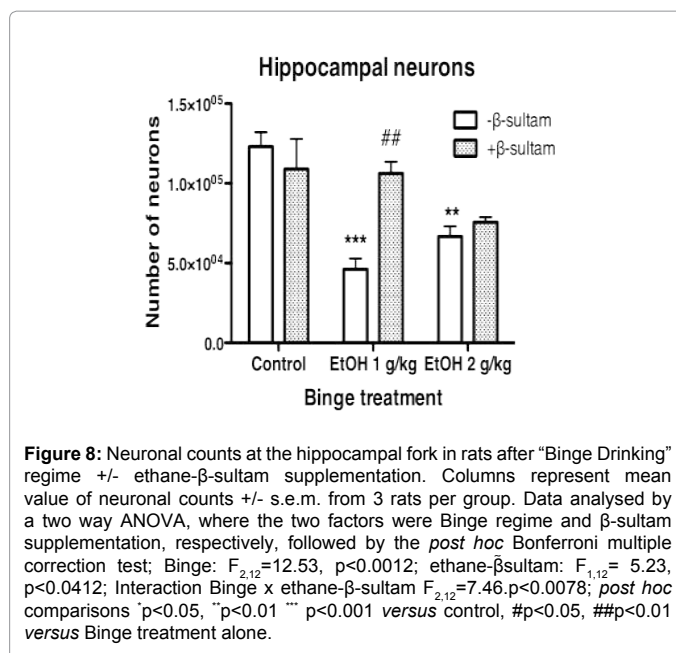 Hippocampal neurons
1.5×10⁰⁵
1.0×10⁰⁵
5.0×10⁰⁴
0.0
Number of neurons
-β-sultam
+β-sultam
***
##
**
Control EtOH 1 g/kg EtOH 2 g/kg
Binge treatment
Figure 8: Neuronal counts at the hippocampal fork in rats after “Binge Drinking”
regime +/- ethane-β-sultam supplementation. Columns represent mean
value of neuronal counts +/- s.e.m. from 3 rats per group. Data analysed by
a two way ANOVA, where the two factors were Binge regime and β-sultam
supplementation, respectively, followed by the post hoc Bonferroni multiple
correction test; Binge: F2,12=12.53, p<0.0012; ethane-β̃sultam: F1,12= 5.23,
p<0.0412; Interaction Binge x ethane-β-sultam F2,12=7.46.p<0.0078; post hoc
comparisons *p<0.05, **p<0.01 *** p<0.001 versus control, #p<0.05, ##p<0.01
versus Binge treatment alone.